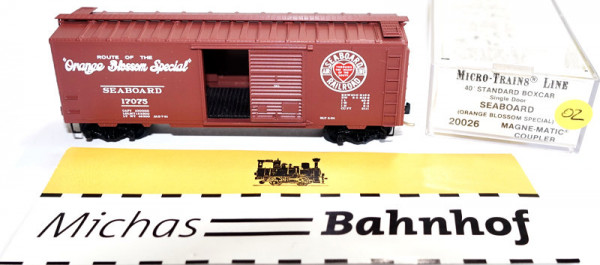 ROUTE OF THE
"Orange Blossom Special"
SEABOARD
17075
SEABOARD
RAILROAD
MICRO-TRAINS® LINE
40' STANDARD BOXCAR
Single Door
SEABOARD
(ORANGE BLOSSOM SPECIAL)
20026 MAGNE-MATIC®
COUPLER
02
Michas Bahnhof